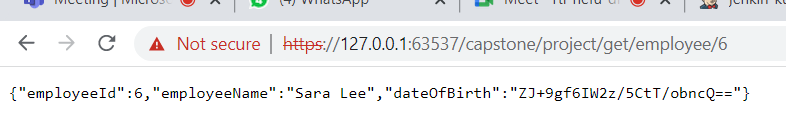 Meeting | Micros
(4) WhatsApp
Meet
Not secure | https://127.0.0.1:63537/capstone/project/get/employee/6
{"employeeId":6,"employeeName":"Sara Lee","dateOfBirth":"ZJ+9gf6IW2z/5CtT/obncQ=="}